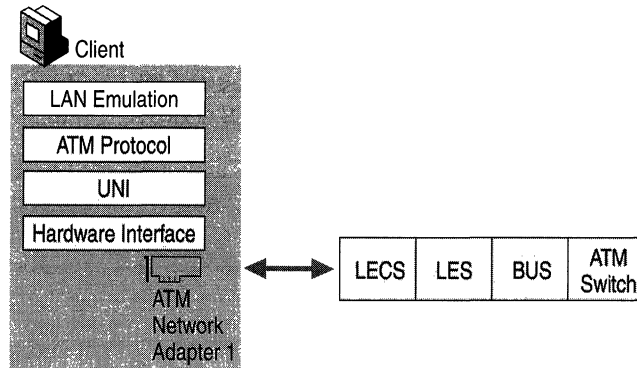 Client
LAN Emulation
ATM Protocol
UNI
Hardware Interface
ATM
Network
Adapter 1
LECS
LES
BUS
ATM
Switch